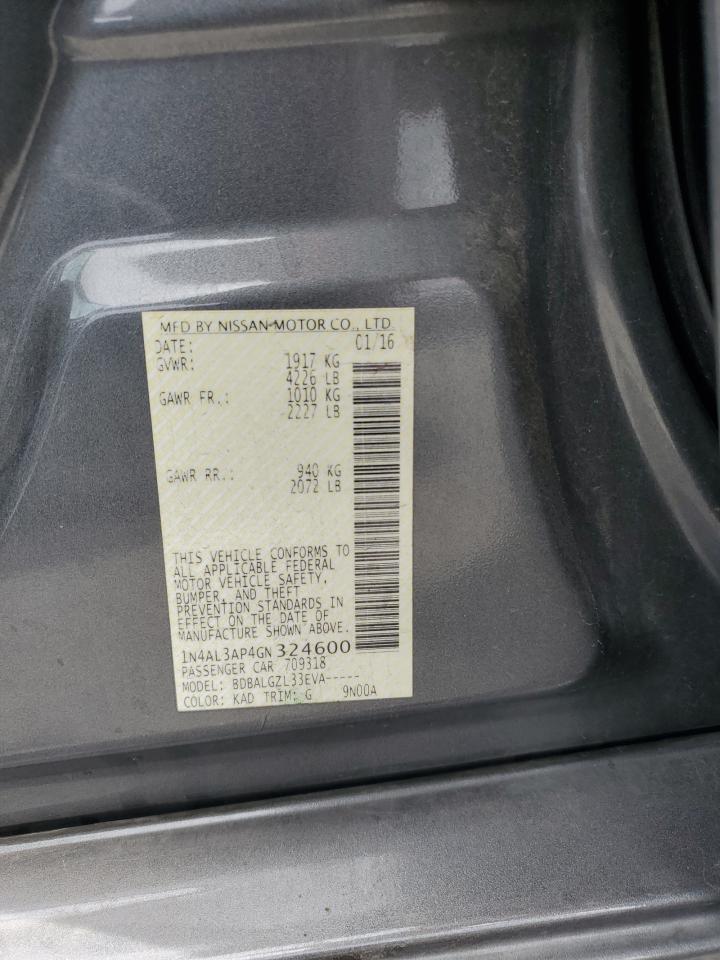 MFD BY NISSAN MOTOR CO., LTD.
DATE: 01/16
GVWR: 1917 KG
4226 LB
GAWR FR.: 1010 KG
2227 LB
GAWR RR.: 940 KG
2072 LB
THIS VEHICLE CONFORMS TO
ALL APPLICABLE FEDERAL
MOTOR VEHICLE SAFETY,
BUMPER, AND THEFT
PREVENTION STANDARDS IN
EFFECT ON THE DATE OF
MANUFACTURE SHOWN ABOVE.
1N4AL3AP4GN324600
PASSENGER CAR 709318
MODEL: BDBALGZL33EVA-----
COLOR: KAD TRIM: G 9N00A